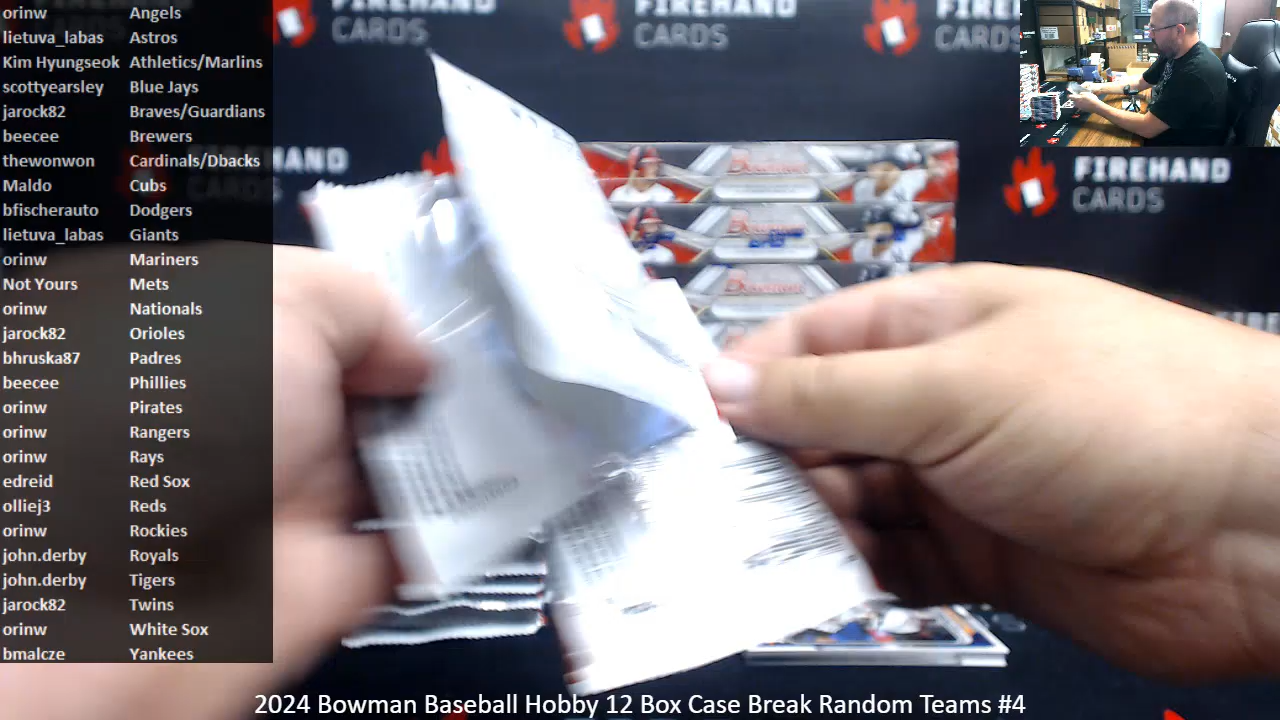 orinw Angels
lietuva_labas Astros
Kim Hyungseok Athletics/Marlins
scottyearsley Blue Jays
jarock82 Braves/Guardians
beecee Brewers
thewonwon Cardinals/Dbacks
Maldo Cubs
bfischerauto Dodgers
lietuva_labas Giants
orinw Mariners
Not Yours Mets
orinw Nationals
jarock82 Orioles
bhruska87 Padres
beecee Phillies
orinw Pirates
orinw Rangers
orinw Rays
edreid Red Sox
olliej3 Reds
orinw Rockies
john.derby Royals
john.derby Tigers
jarock82 Twins
orinw White Sox
bmalcze Yankees
FIREHAND
CARDS
FIREHAND
CARDS
FIRE
CARDS
HAND
FIREHAND
CARDS
Bowman
Bowman
Bowman
2024 Bowman Baseball Hobby 12 Box Case Break Random Teams #4